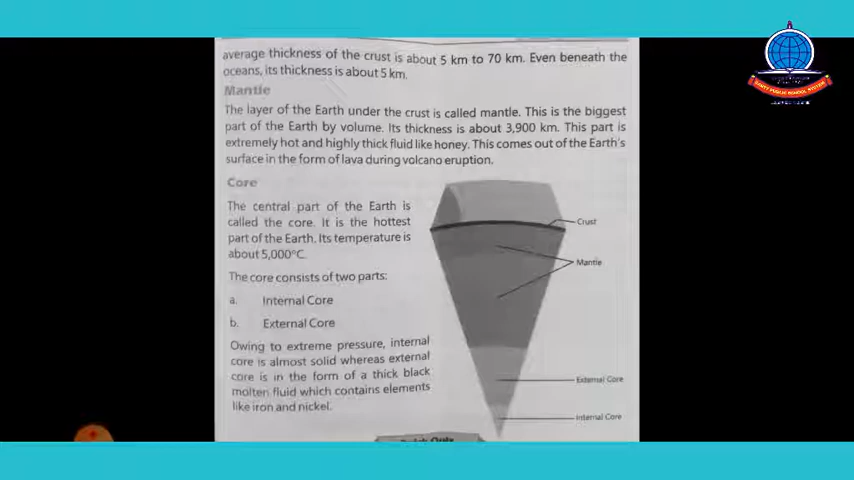 average thickness of the crust is about 5 km to 70 km. Even beneath the
oceans, its thickness is about 5 km.
Mantle
The layer of the Earth under the crust is called mantle. This is the biggest
part of the Earth by volume. Its thickness is about 3,900 km. This part is
extremely hot and highly thick fluid like honey. This comes out of the Earth's
surface in the form of lava during volcano eruption.
Core
The central part of the Earth is
called the core. It is the hottest
part of the Earth. Its temperature is
about 5,000°C.
The core consists of two parts:
a. Internal Core
b. External Core
Owing to extreme pressure, internal
core is almost solid whereas external
core is in the form of a thick black
molten fluid which contains elements
like iron and nickel.
Crust
Mantle
External Core
Internal Core